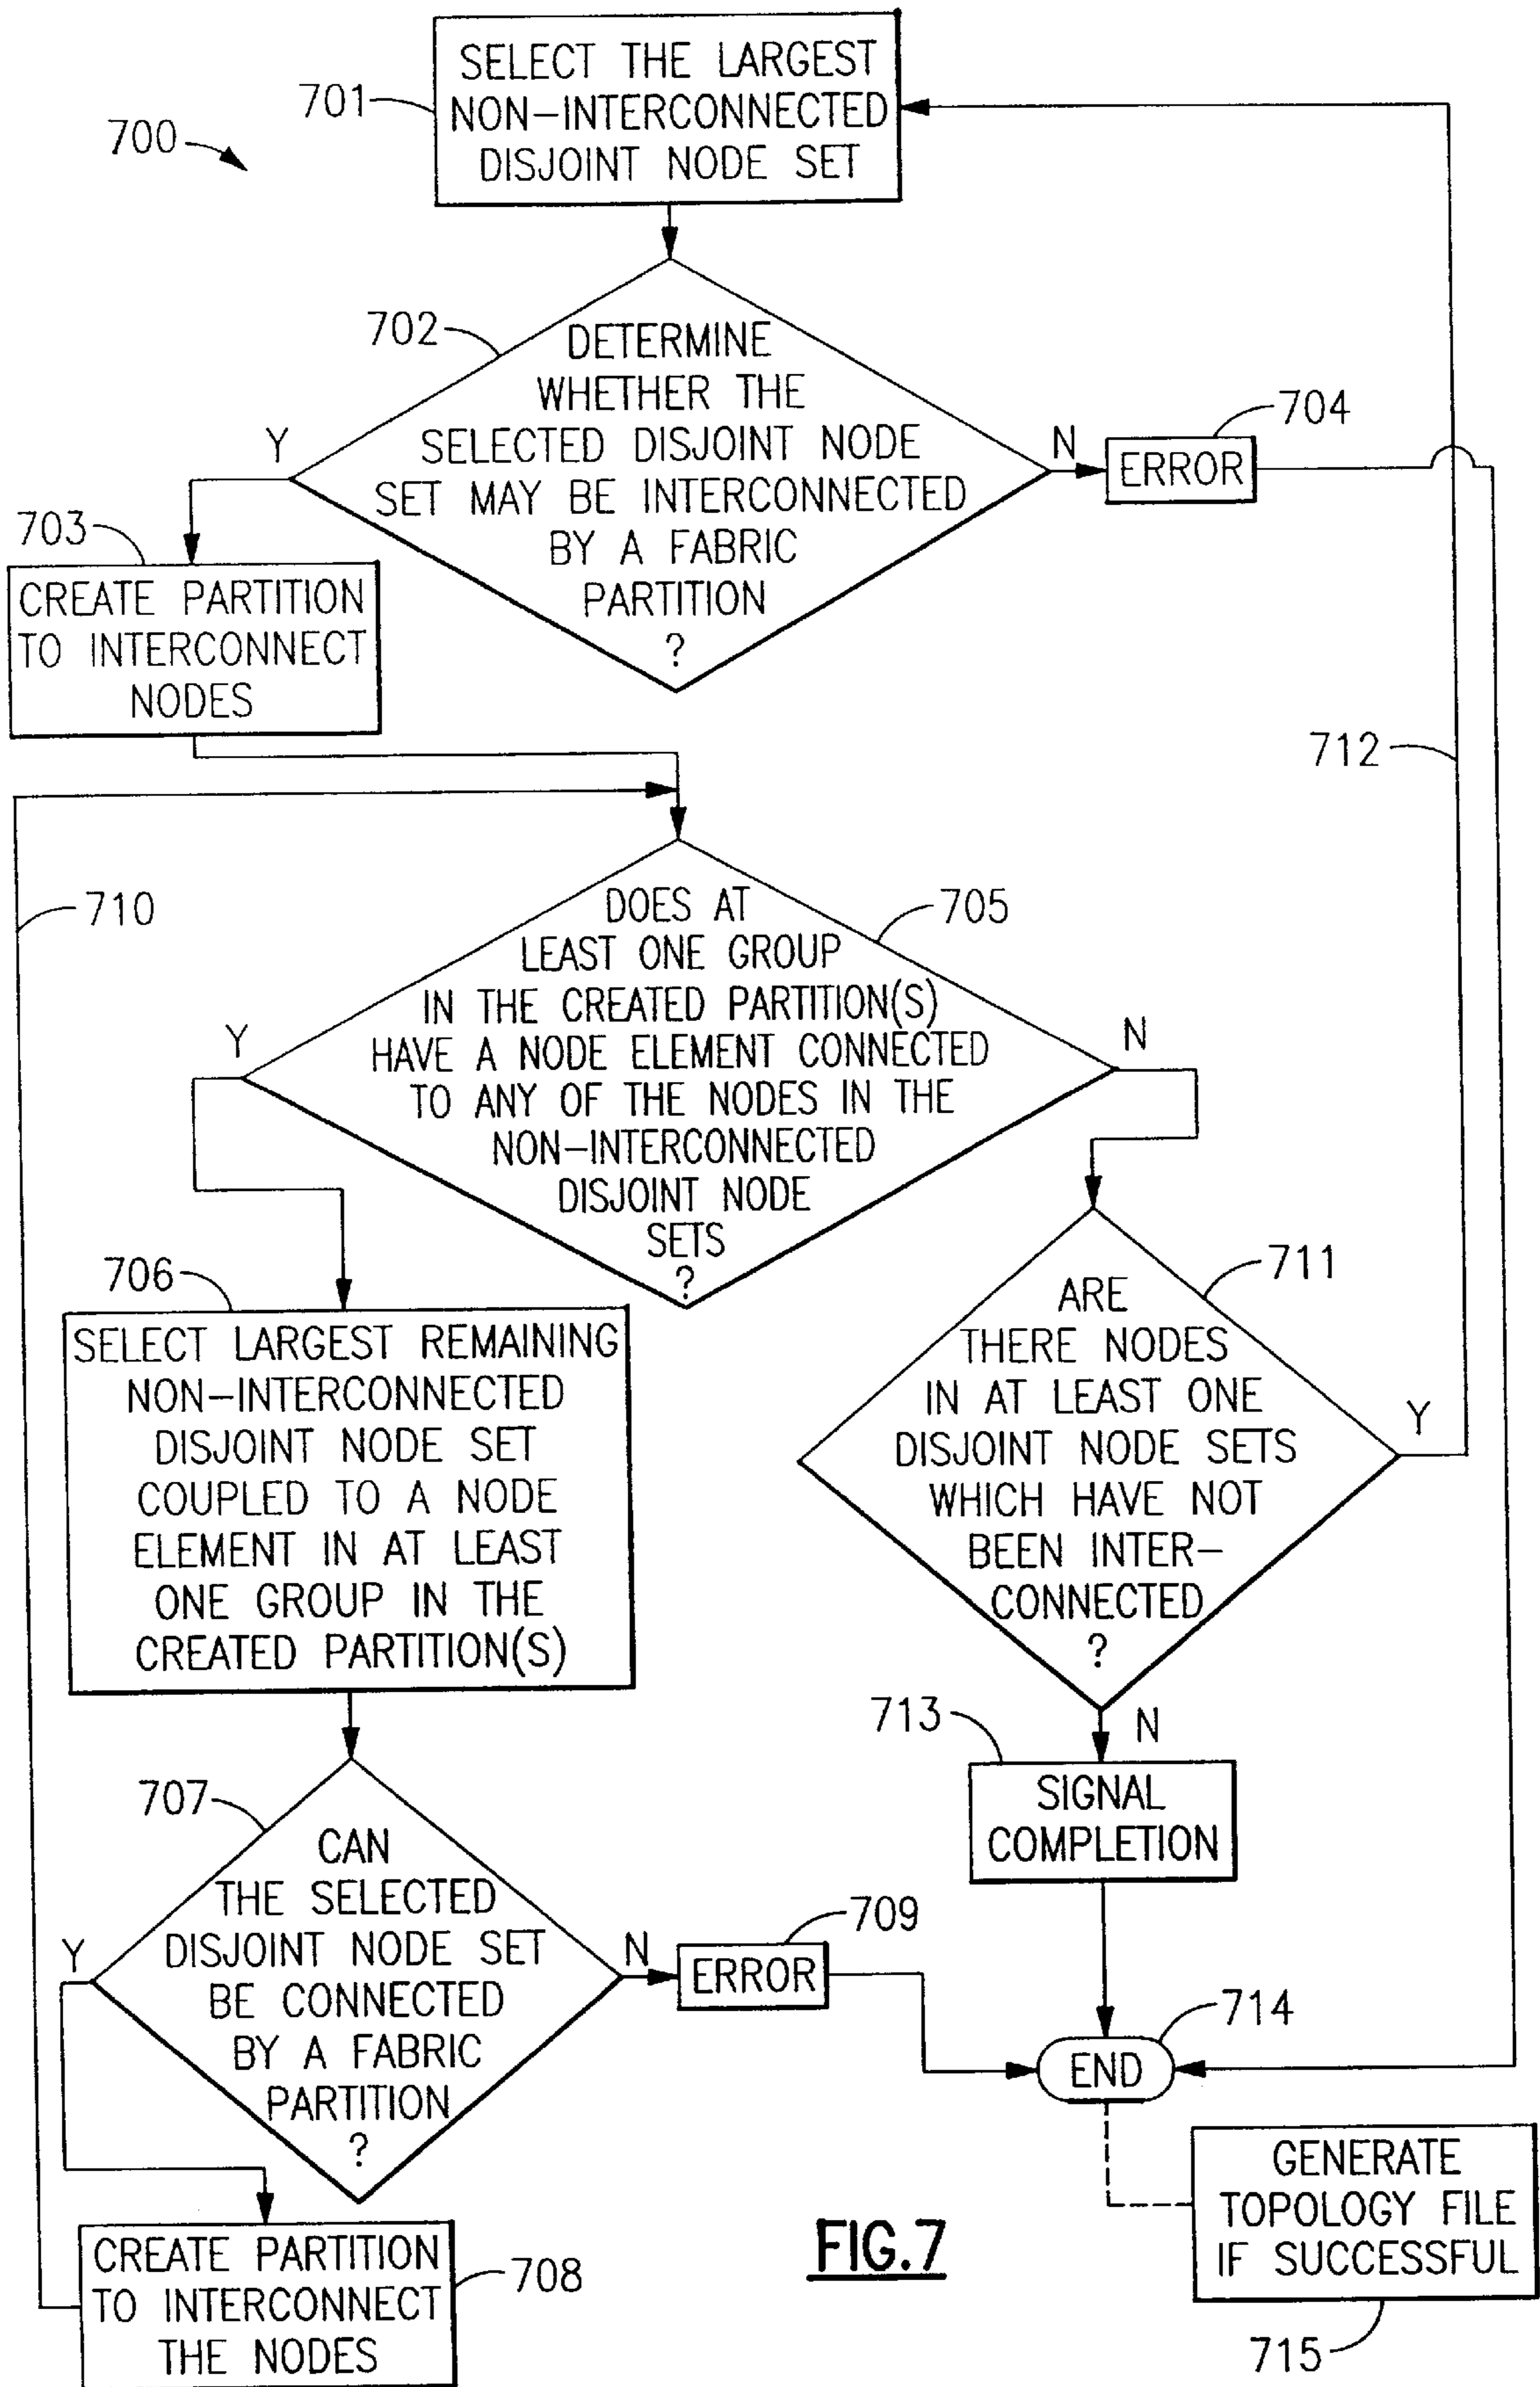 SELECT THE LARGEST
NON-INTERCONNECTED
DISJOINT NODE SET
701
700
702
DETERMINE
WHETHER THE
SELECTED DISJOINT NODE
SET MAY BE INTERCONNECTED
BY A FABRIC
PARTITION
?
Y
N
704
ERROR
703
CREATE PARTITION
TO INTERCONNECT
NODES
712
710
705
DOES AT
LEAST ONE GROUP
IN THE CREATED PARTITION(S)
HAVE A NODE ELEMENT CONNECTED
TO ANY OF THE NODES IN THE
NON-INTERCONNECTED
DISJOINT NODE
SETS
?
Y
N
706
SELECT LARGEST REMAINING
NON-INTERCONNECTED
DISJOINT NODE SET
COUPLED TO A NODE
ELEMENT IN AT LEAST
ONE GROUP IN THE
CREATED PARTITION(S)
711
ARE
THERE NODES
IN AT LEAST ONE
DISJOINT NODE SETS
WHICH HAVE NOT
BEEN INTER-
CONNECTED
?
Y
N
713
SIGNAL
COMPLETION
707
CAN
THE SELECTED
DISJOINT NODE SET
BE CONNECTED
BY A FABRIC
PARTITION
?
Y
N
709
ERROR
714
END
CREATE PARTITION
TO INTERCONNECT
THE NODES
708
GENERATE
TOPOLOGY FILE
IF SUCCESSFUL
715
FIG.7